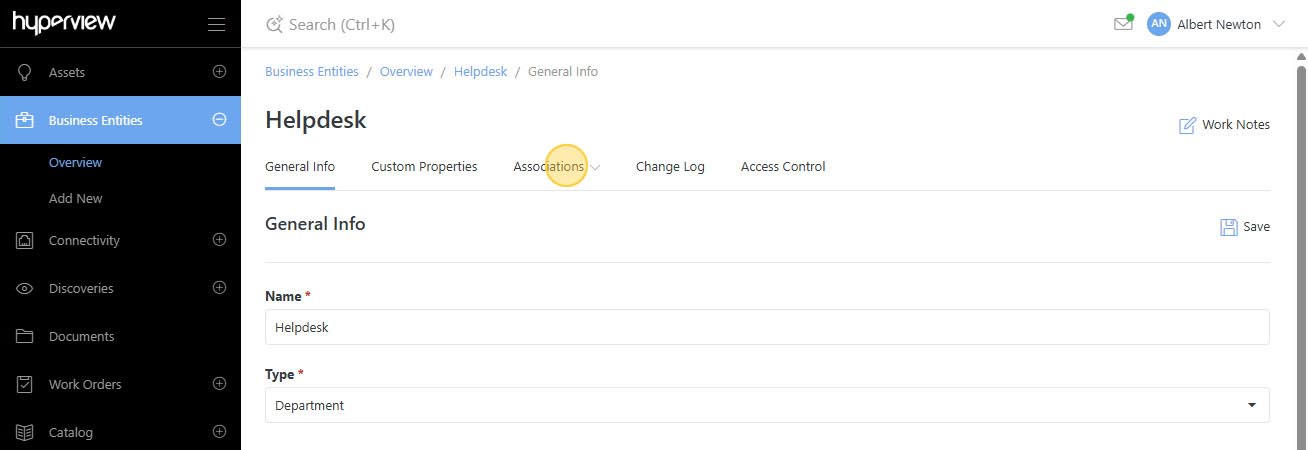 hyperview
Search (Ctrl+K)
AN Albert Newton
Assets
Business Entities
Overview
Add New
Connectivity
Discoveries
Documents
Work Orders
Catalog
Business Entities / Overview / Helpdesk / General Info
Helpdesk
Work Notes
General Info Custom Properties Associations Change Log Access Control
General Info
Save
Name *
Helpdesk
Type *
Department